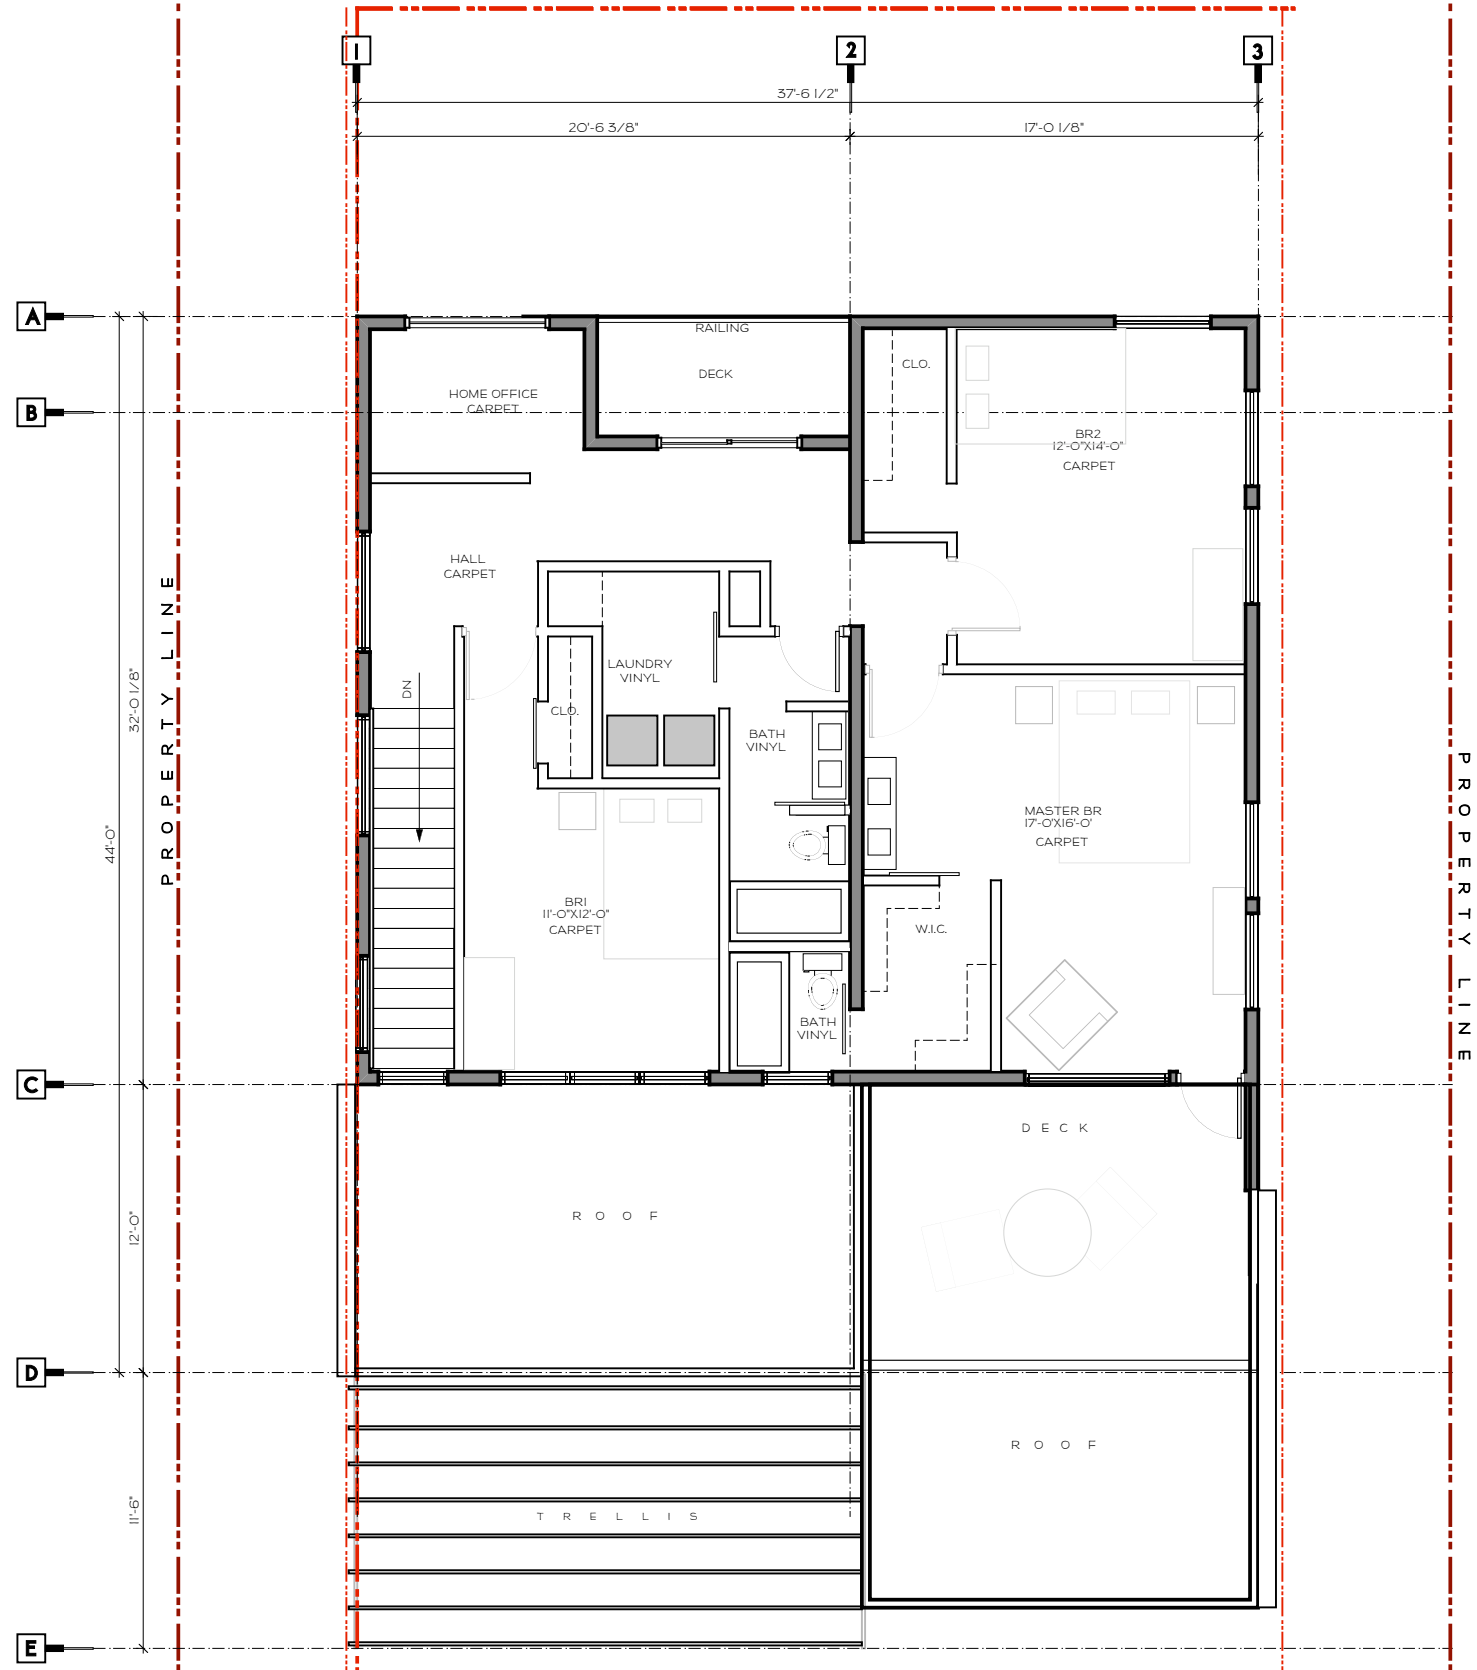 1
2
3
37'-6 1/2"
20'-6 3/8"
17'-0 1/8"
A
RAILING
DECK
CLO.
HOME OFFICE
CARPET
B
BR2
12'-0"X14'-0"
CARPET
HALL
CARPET
PROPERTY LINE
LAUNDRY
VINYL
DN
32'-0 1/8"
CLO.
BATH
VINYL
PROPERTY LINE
MASTER BR
17'-0"X16'-0'
CARPET
44'-0"
BR1
11'-0"X12'-0"
CARPET
W.I.C.
BATH
VINYL
C
DECK
ROOF
12'-0"
D
ROOF
11'-6"
TRELLIS
E